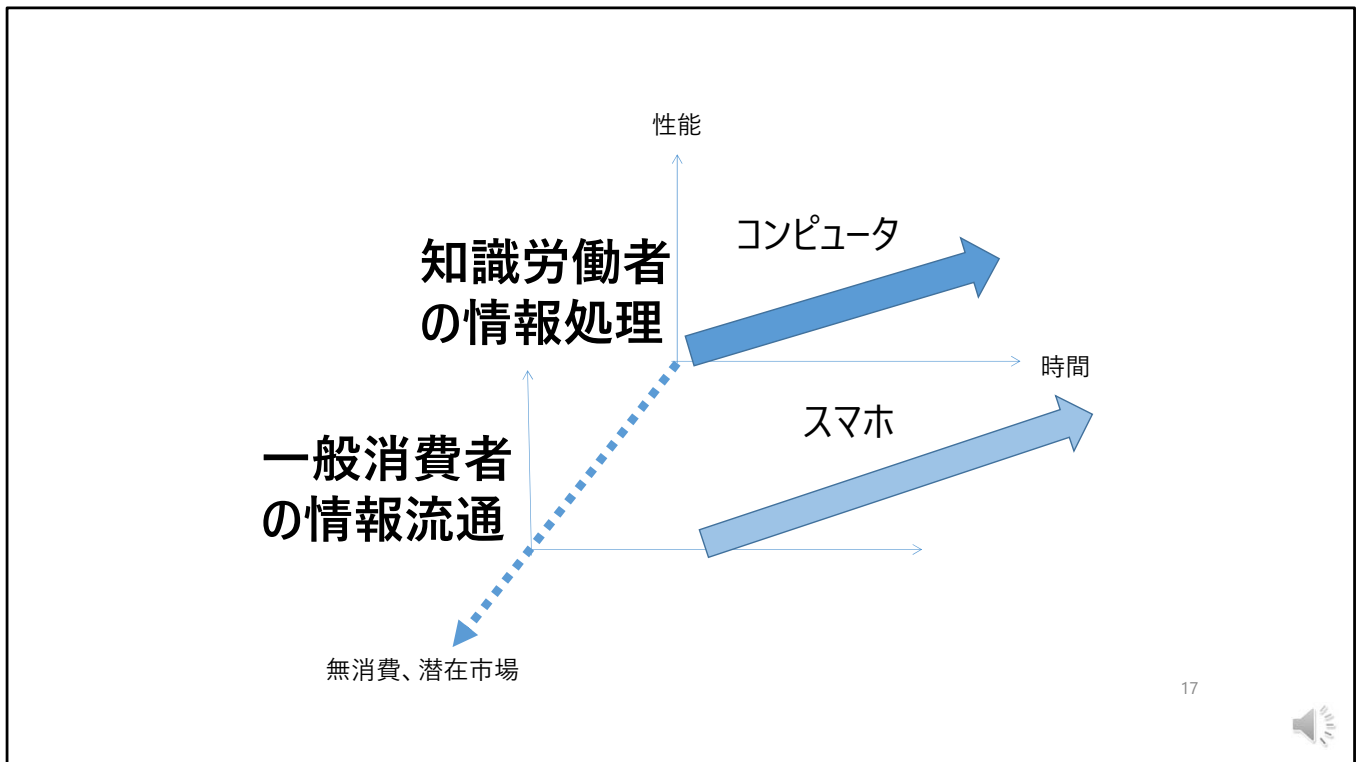 性能
コンピュータ
知識労働者
の情報処理
時間
スマホ
一般消費者
の情報流通
無消費、潜在市場
17